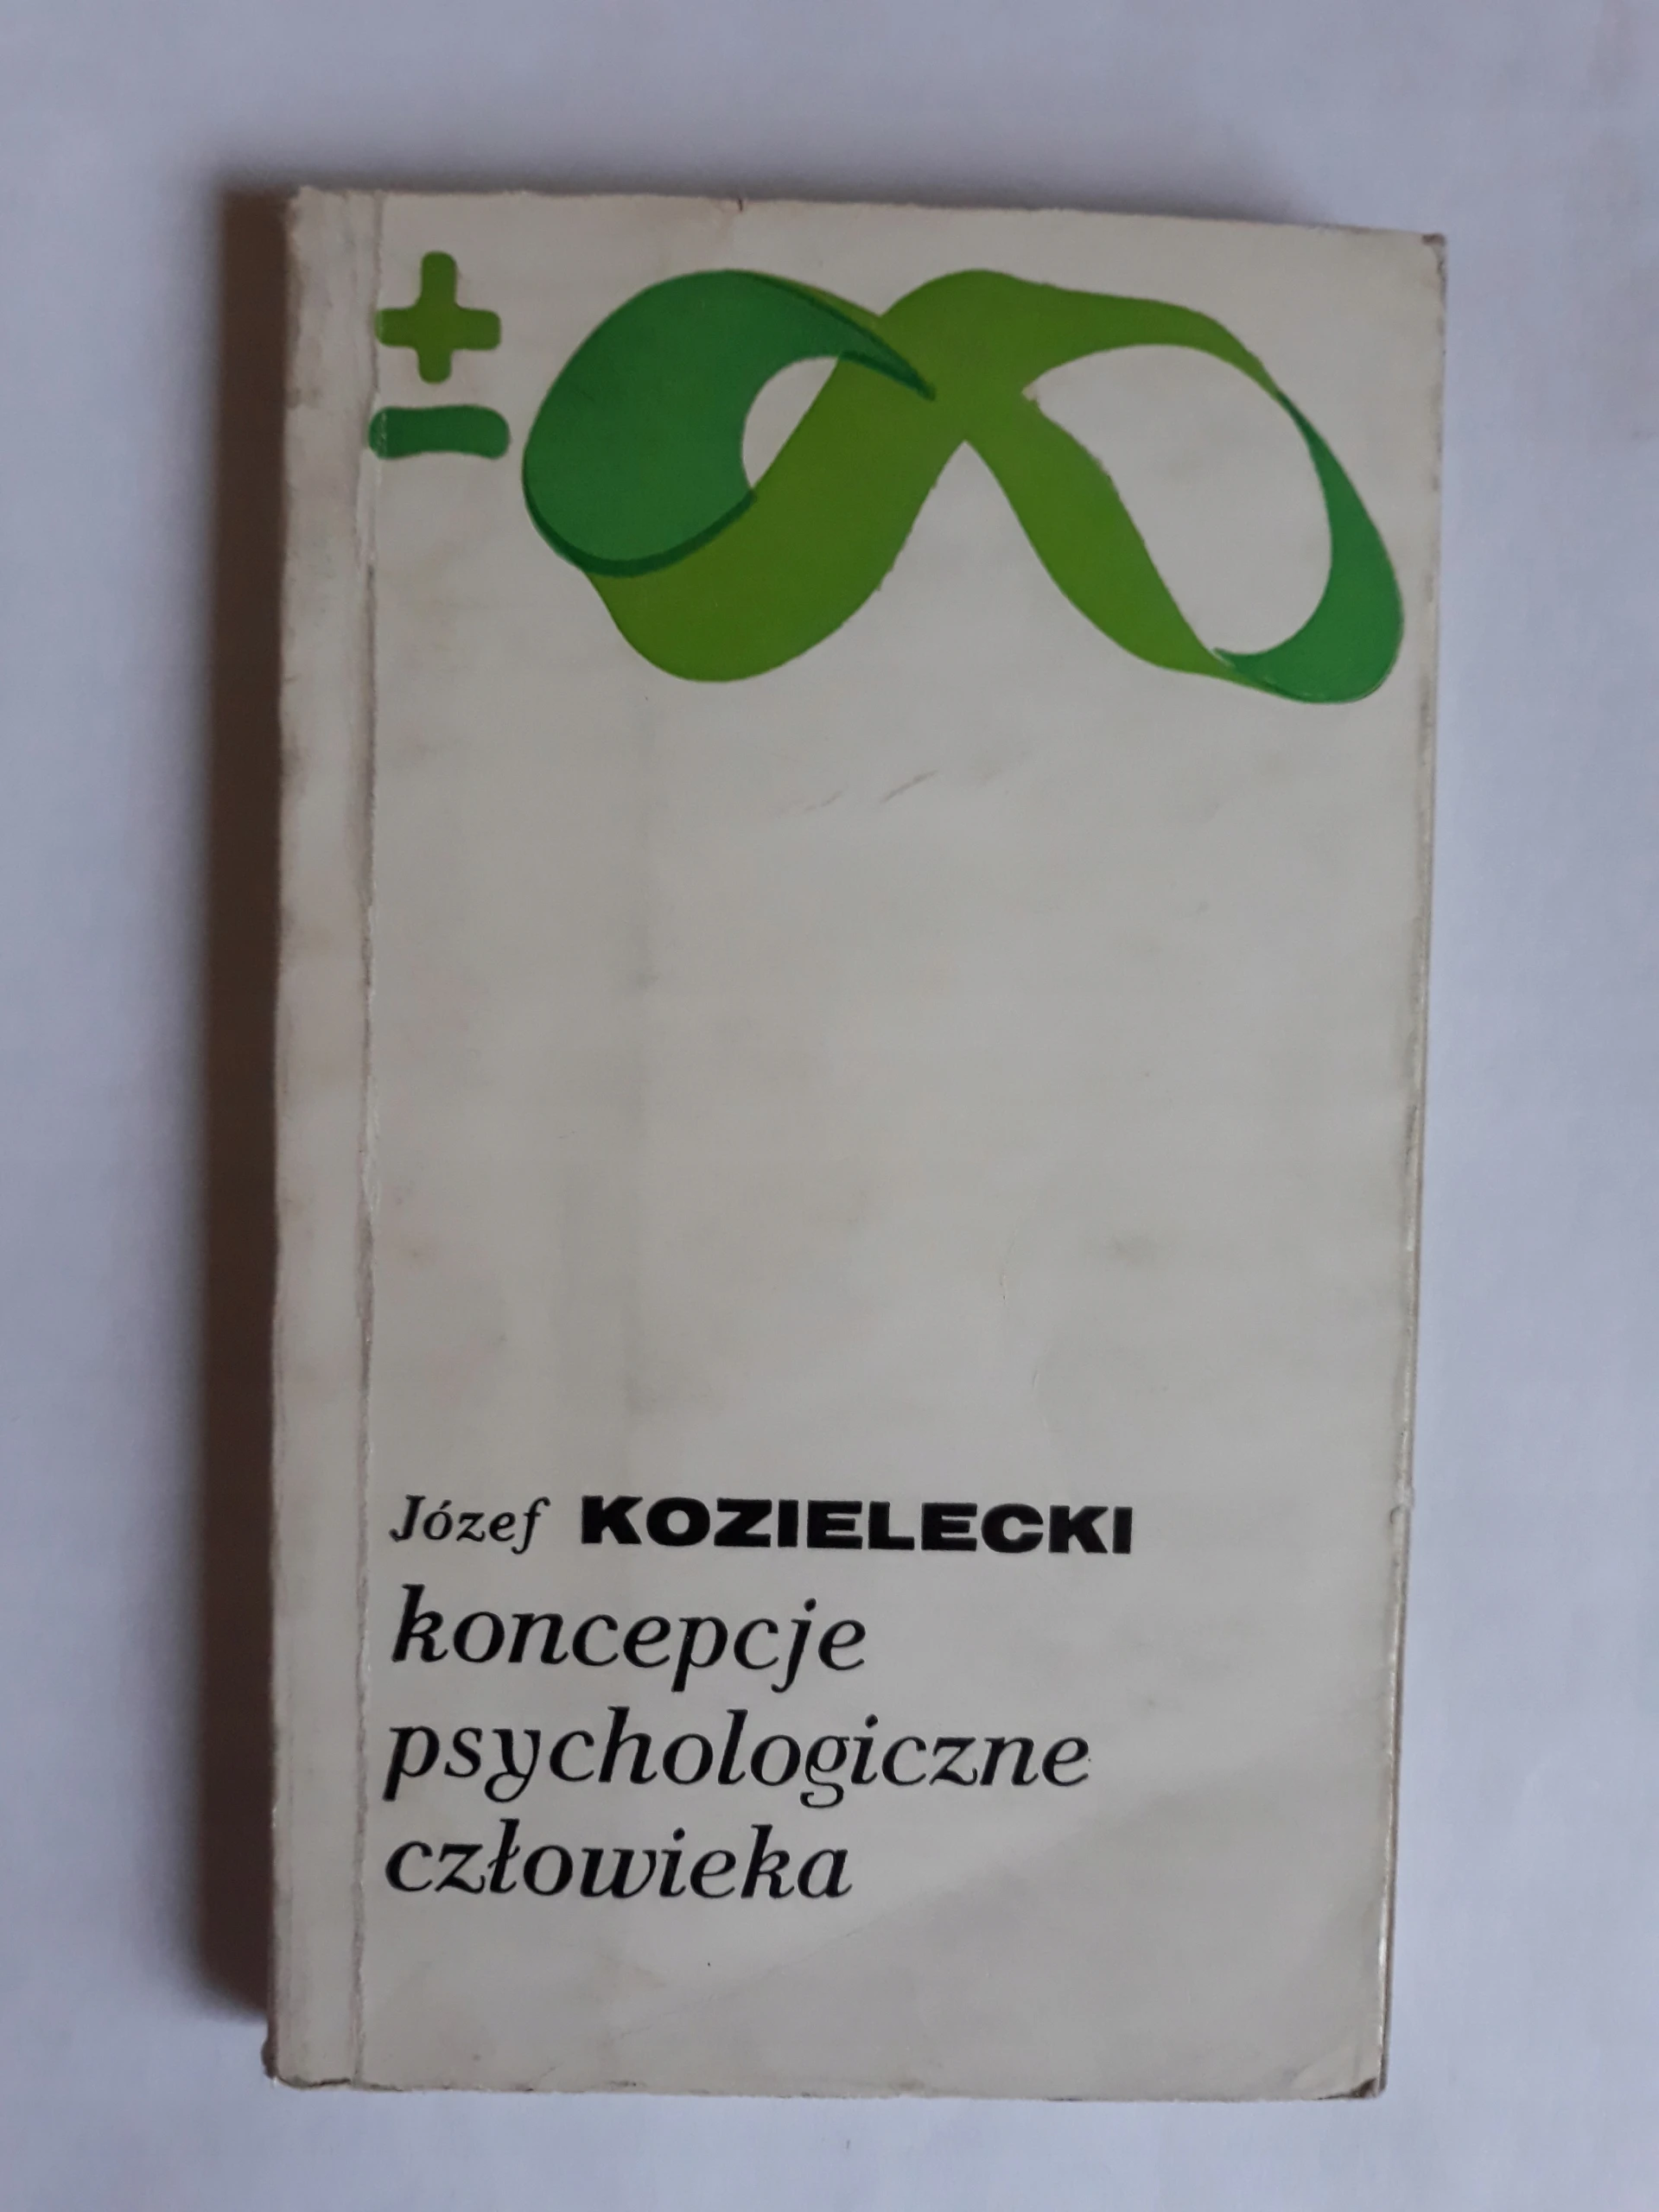 Józef KOZIELECKI
koncepcje
psychologiczne
człowieka